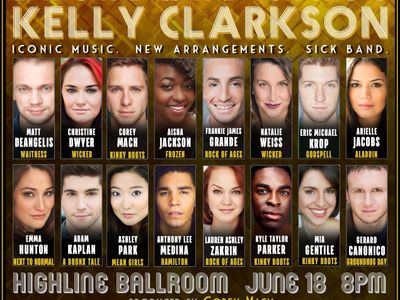 KELLY CLARKSON
ICONIC MUSIC. NEW ARRANGEMENTS. SICK BAND.
MATT DEANGELIS
WAITRESS
CHRISTINE DWYER
WICKED
COREY MACH
KINKY BOOTS
AISHA JACKSON
FROZEN
FRANKIE JAMES GRANDE
ROCK OF AGES
NATALIE WEISS
WICKED
ERIC MICHAEL KROP
GODSPELL
ARIELLE JACOBS
ALADDIN
EMMA HUNTON
NEXT TO NORMAL
ADAM KAPLAN
A BRONX TALE
ASHLEY PARK
MEAN GIRLS
ANTHONY LEE MEDINA
HAMILTON
LAUREN ASHLEY ZAKRIN
ROCK OF AGES
KYLE TAYLOR PARKER
KINKY BOOTS
MIA GENTILE
KINKY BOOTS
GERARD CANONICO
GROUNDHOG DAY
HIGHLINE BALLROOM JUNE 18 8PM
PRODUCED BY COREY MACH